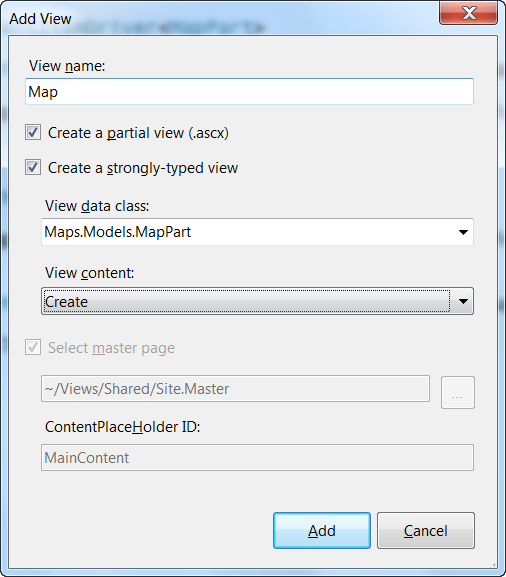 Add View
View name:
Map
Create a partial view (.ascx)
Create a strongly-typed view
View data class:
Maps.Models.MapPart
View content:
Create
Select master page
~/Views/Shared/Site.Master
...
ContentPlaceHolder ID:
MainContent
Add
Cancel